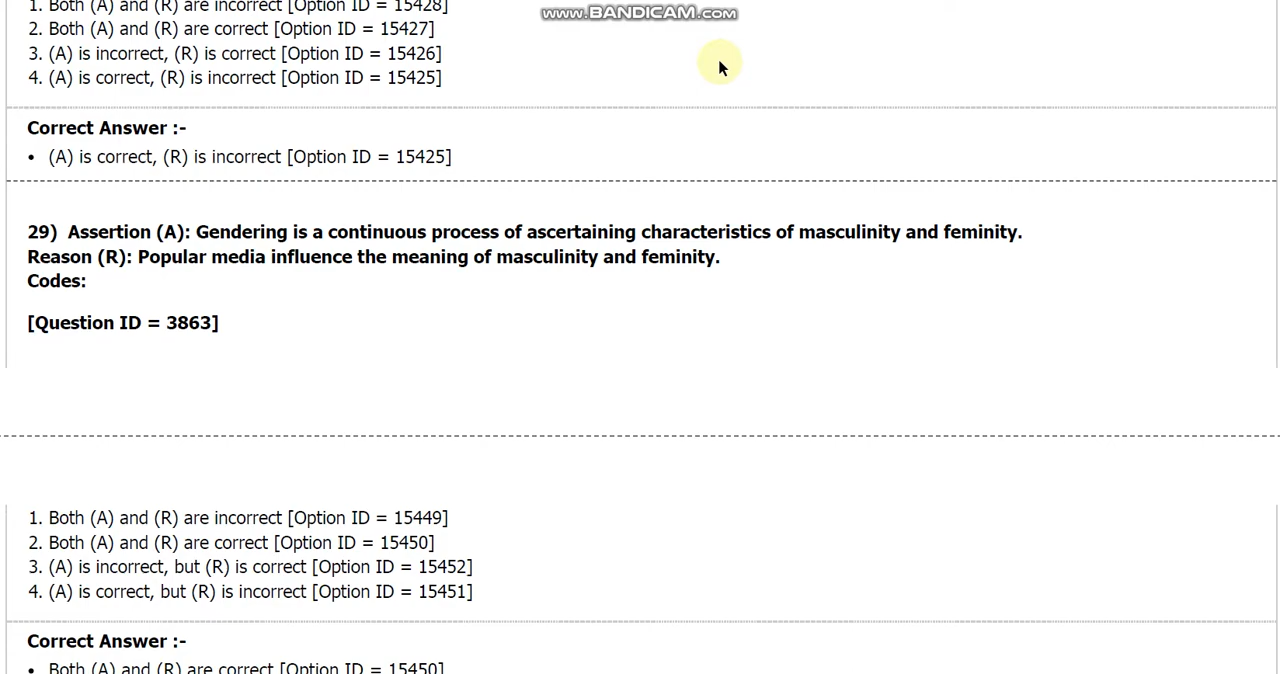 1. Both (A) and (R) are incorrect [Option ID = 15428]
www.BANDICAM.com
2. Both (A) and (R) are correct [Option ID = 15427]
3. (A) is incorrect, (R) is correct [Option ID = 15426]
4. (A) is correct, (R) is incorrect [Option ID = 15425]
Correct Answer :-
• (A) is correct, (R) is incorrect [Option ID = 15425]
29) Assertion (A): Gendering is a continuous process of ascertaining characteristics of masculinity and feminity.
Reason (R): Popular media influence the meaning of masculinity and feminity.
Codes:
[Question ID = 3863]
1. Both (A) and (R) are incorrect [Option ID = 15449]
2. Both (A) and (R) are correct [Option ID = 15450]
3. (A) is incorrect, but (R) is correct [Option ID = 15452]
4. (A) is correct, but (R) is incorrect [Option ID = 15451]
Correct Answer :-
• Both (A) and (R) are correct [Option ID = 15450]